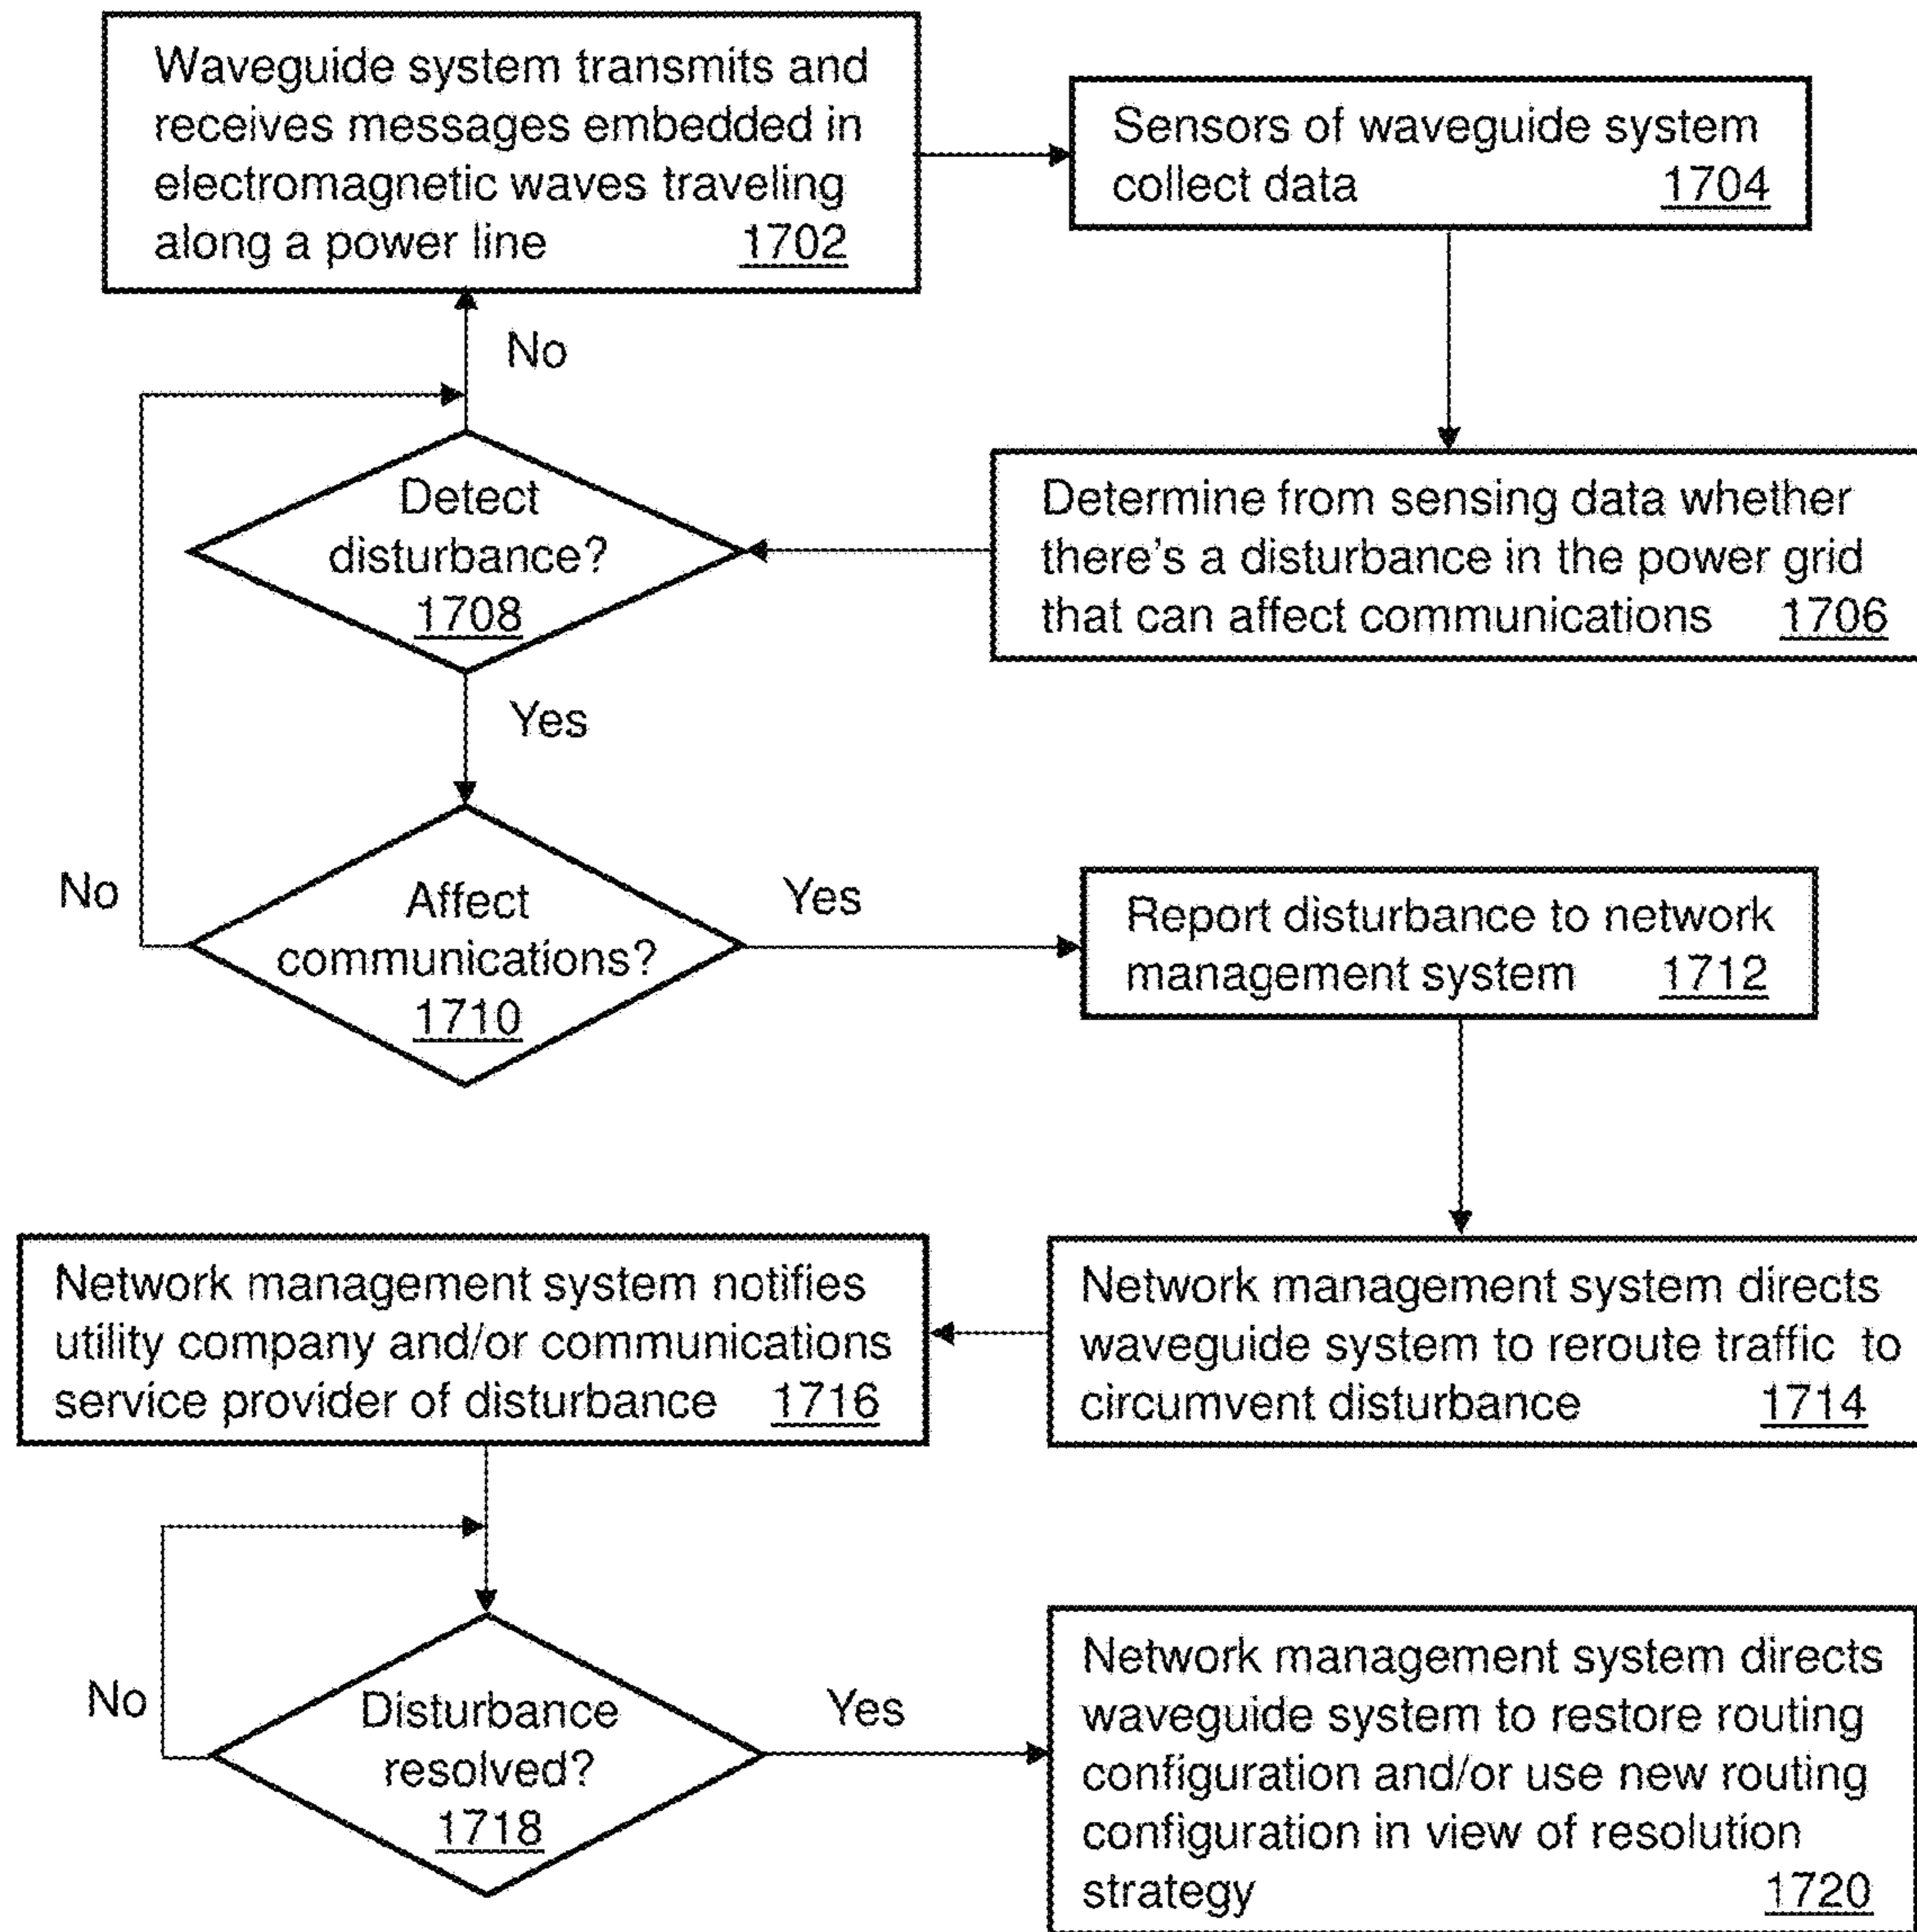 Waveguide system transmits and
receives messages embedded in
electromagnetic waves traveling
along a power line 1702
Sensors of waveguide system
collect data 1704
No
Detect
disturbance?
1708
Determine from sensing data whether
there's a disturbance in the power grid
that can affect communications 1706
Yes
No
Affect
communications?
1710
Yes
Report disturbance to network
management system 1712
Network management system notifies
utility company and/or communications
service provider of disturbance 1716
Network management system directs
waveguide system to reroute traffic to
circumvent disturbance 1714
No
Disturbance
resolved?
1718
Yes
Network management system directs
waveguide system to restore routing
configuration and/or use new routing
configuration in view of resolution
strategy 1720